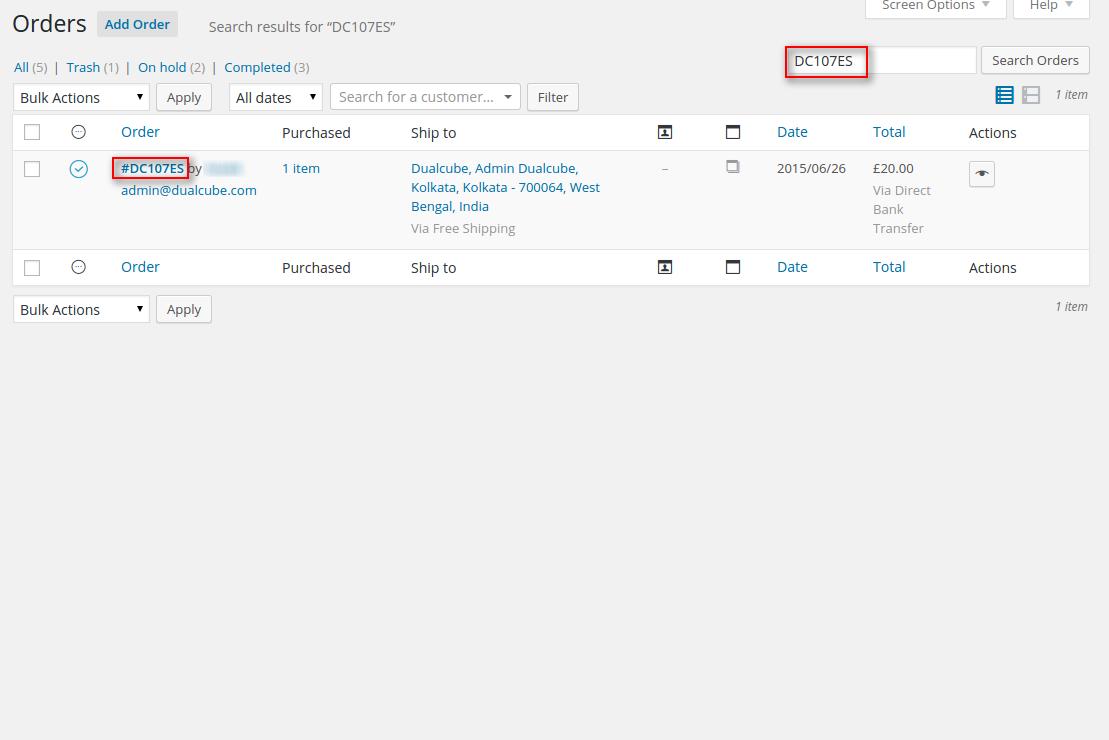 Orders Add Order Search results for “DC107ES” Screen Options Help
All (5) | Trash (1) | On hold (2) | Completed (3) DC107ES Search Orders
Bulk Actions Apply All dates Search for a customer... Filter 1 item
Order Purchased Ship to Date Total Actions
#DC107ES by 1 item Dualcube, Admin Dualcube, – 2015/06/26 £20.00
admin@dualcube.com Kolkata, Kolkata - 700064, West Via Direct
Bengal, India Bank
Via Free Shipping Transfer
Order Purchased Ship to Date Total Actions
Bulk Actions Apply 1 item